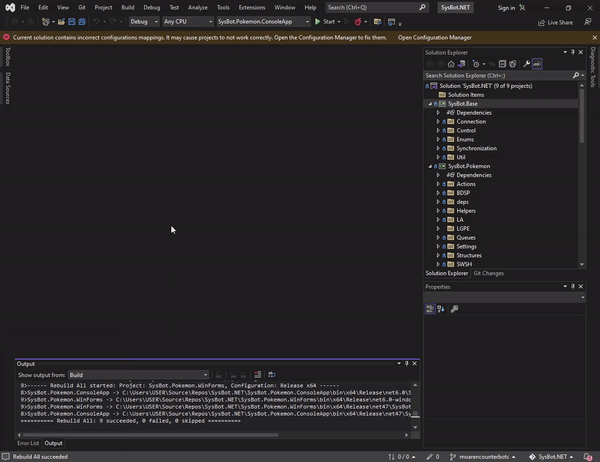 File Edit View Git Project Build Debug Test Analyze Tools Extensions Window Help Search (Ctrl+Q) SysBot.NET Sign in
Debug Any CPU SysBot.Pokemon.ConsoleApp Start Live Share
Current solution contains incorrect configurations mappings. It may cause projects to not work correctly. Open the Configuration Manager to fix them. Open Configuration Manager
Toolbox
Data Sources
Diagnostic Tools
Solution Explorer
Search Solution Explorer (Ctrl+;)
Solution 'SysBot.NET' (9 of 9 projects)
Solution Items
SysBot.Base
Dependencies
Connection
Control
Enums
Synchronization
Util
SysBot.Pokemon
Dependencies
Actions
BDSP
deps
Helpers
LA
LGPE
Queues
Settings
Structures
SWSH
Solution Explorer Git Changes
Properties
Output
Show output from: Build
9>------ Rebuild All started: Project: SysBot.Pokemon.WinForms, Configuration: Release x64 ------
8>SysBot.Pokemon.ConsoleApp -> C:\Users\USER\Source\Repos\SysBot.NET\SysBot.Pokemon.ConsoleApp\bin\x64\Release\net6.0\S
9>SysBot.Pokemon.WinForms -> C:\Users\USER\Source\Repos\SysBot.NET\SysBot.Pokemon.WinForms\bin\x64\Release\net6.0-windo
9>SysBot.Pokemon.WinForms -> C:\Users\USER\Source\Repos\SysBot.NET\SysBot.Pokemon.WinForms\bin\x64\Release\net47\SysBot
8>SysBot.Pokemon.ConsoleApp -> C:\Users\USER\Source\Repos\SysBot.NET\SysBot.Pokemon.ConsoleApp\bin\x64\Release\net47\Sys
========== Rebuild All: 9 succeeded, 0 failed, 0 skipped ==========
Error List Output
Rebuild All succeeded 0 / 0 0 moarencounterbots SysBot.NET